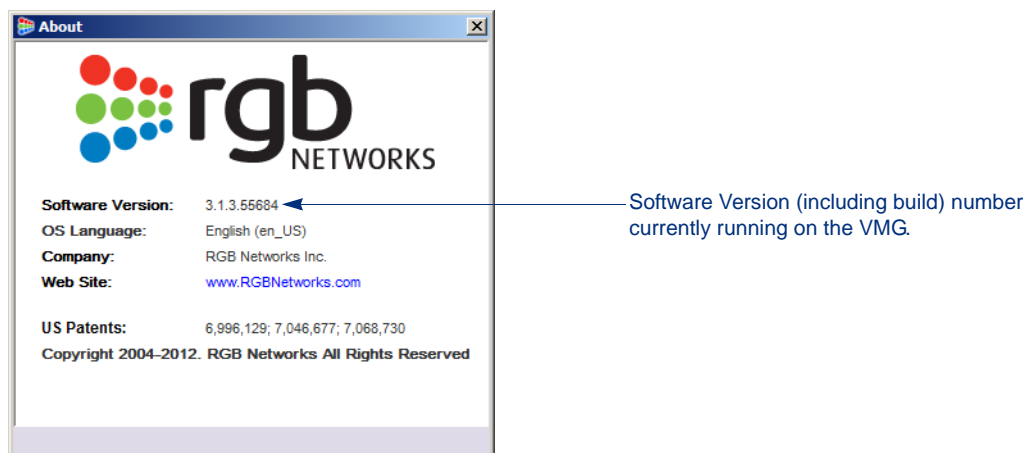 About
rgb
NETWORKS
Software Version: 3.1.3.55684
OS Language: English (en_US)
Company: RGB Networks Inc.
Web Site: www.RGBNetworks.com
US Patents: 6,996,129; 7,046,677; 7,068,730
Copyright 2004-2012. RGB Networks All Rights Reserved
Software Version (including build) number
currently running on the VMG.